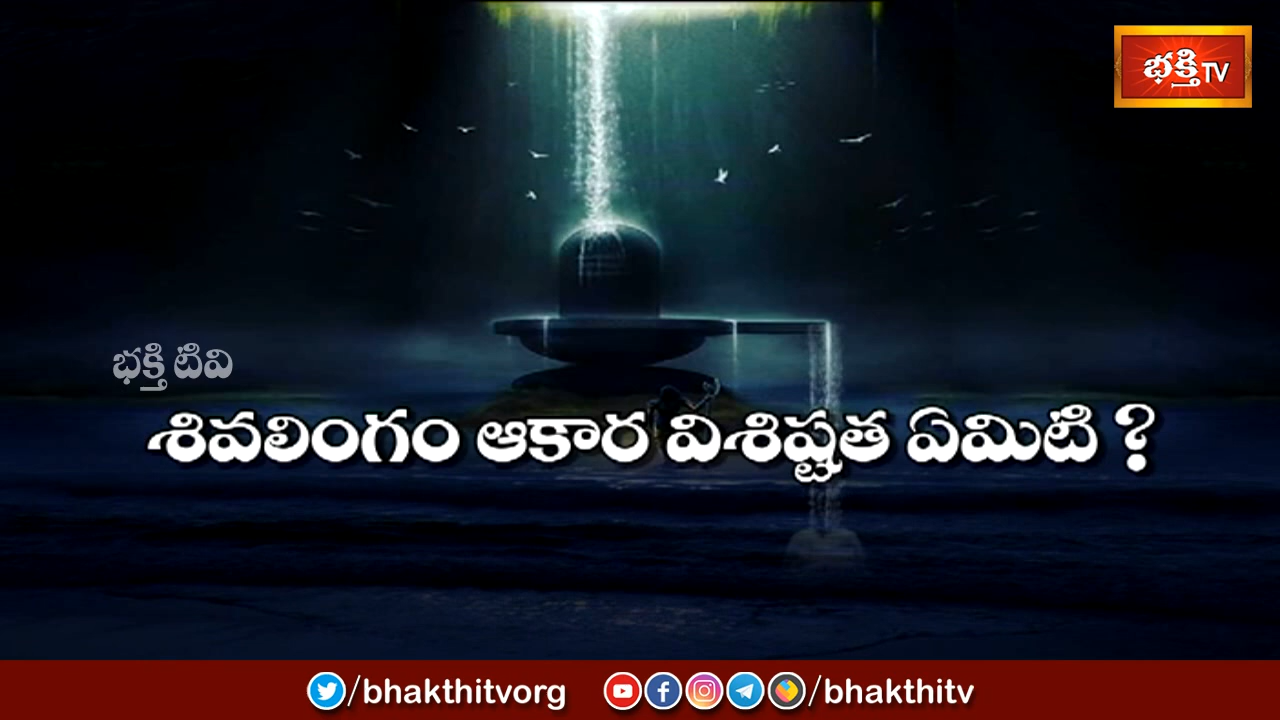 భక్తి TV
భక్తి టివి
శివలింగం ఆకార విశిష్టత ఏమిటి ?
/bhakthitvorg /bhakthitv